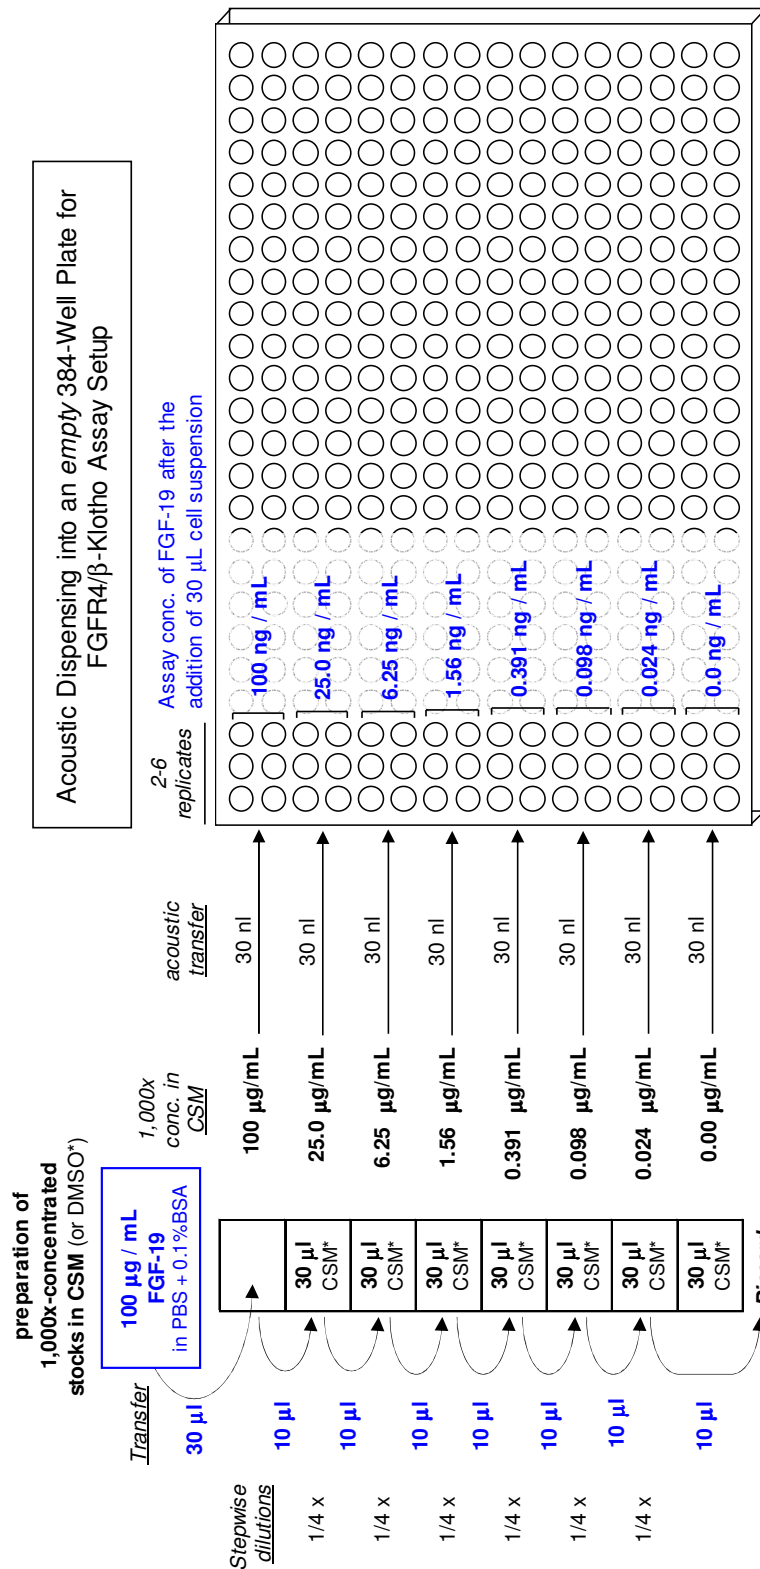 Acoustic Dispensing into an empty 384-Well Plate for
FGFR4/β-Klotho Assay Setup
preparation of
1,000x-concentrated
stocks in CSM (or DMSO*)
100 µg / mL
FGF-19
in PBS + 0.1%BSA
Stepwise
dilutions
Transfer
1,000x
conc. in
CSM
acoustic
transfer
2-6
replicates
Assay conc. of FGF-19 after the
addition of 30 µL cell suspension
30 µl
100 µg/mL
30 nl
100 ng / mL
1/4 x
10 µl
30 µl
CSM*
25.0 µg/mL
30 nl
25.0 ng / mL
1/4 x
10 µl
30 µl
CSM*
6.25 µg/mL
30 nl
6.25 ng / mL
1/4 x
10 µl
30 µl
CSM*
1.56 µg/mL
30 nl
1.56 ng / mL
1/4 x
10 µl
30 µl
CSM*
0.391 µg/mL
30 nl
0.391 ng / mL
1/4 x
10 µl
30 µl
CSM*
0.098 µg/mL
30 nl
0.098 ng / mL
1/4 x
10 µl
30 µl
CSM*
0.024 µg/mL
30 nl
0.024 ng / mL
10 µl
30 µl
CSM*
0.00 µg/mL
30 nl
0.0 ng / mL